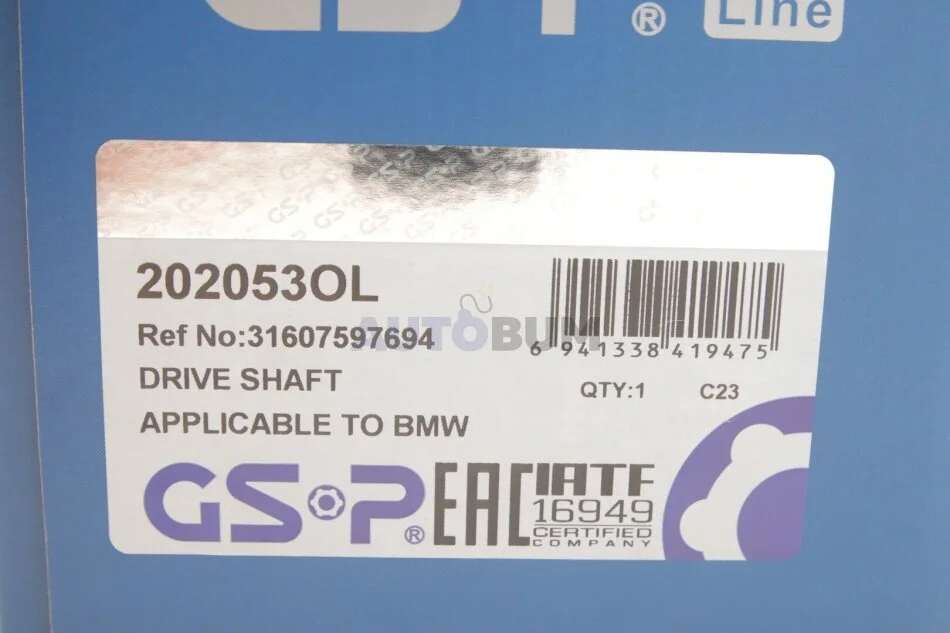 GSP®
Line
202053OL
Ref No:31607597694
AUTOBUM
DRIVE SHAFT
APPLICABLE TO BMW
6 941338 419475
QTY:1 C23
GSP® EAC IATF
16949
CERTIFIED
COMPANY